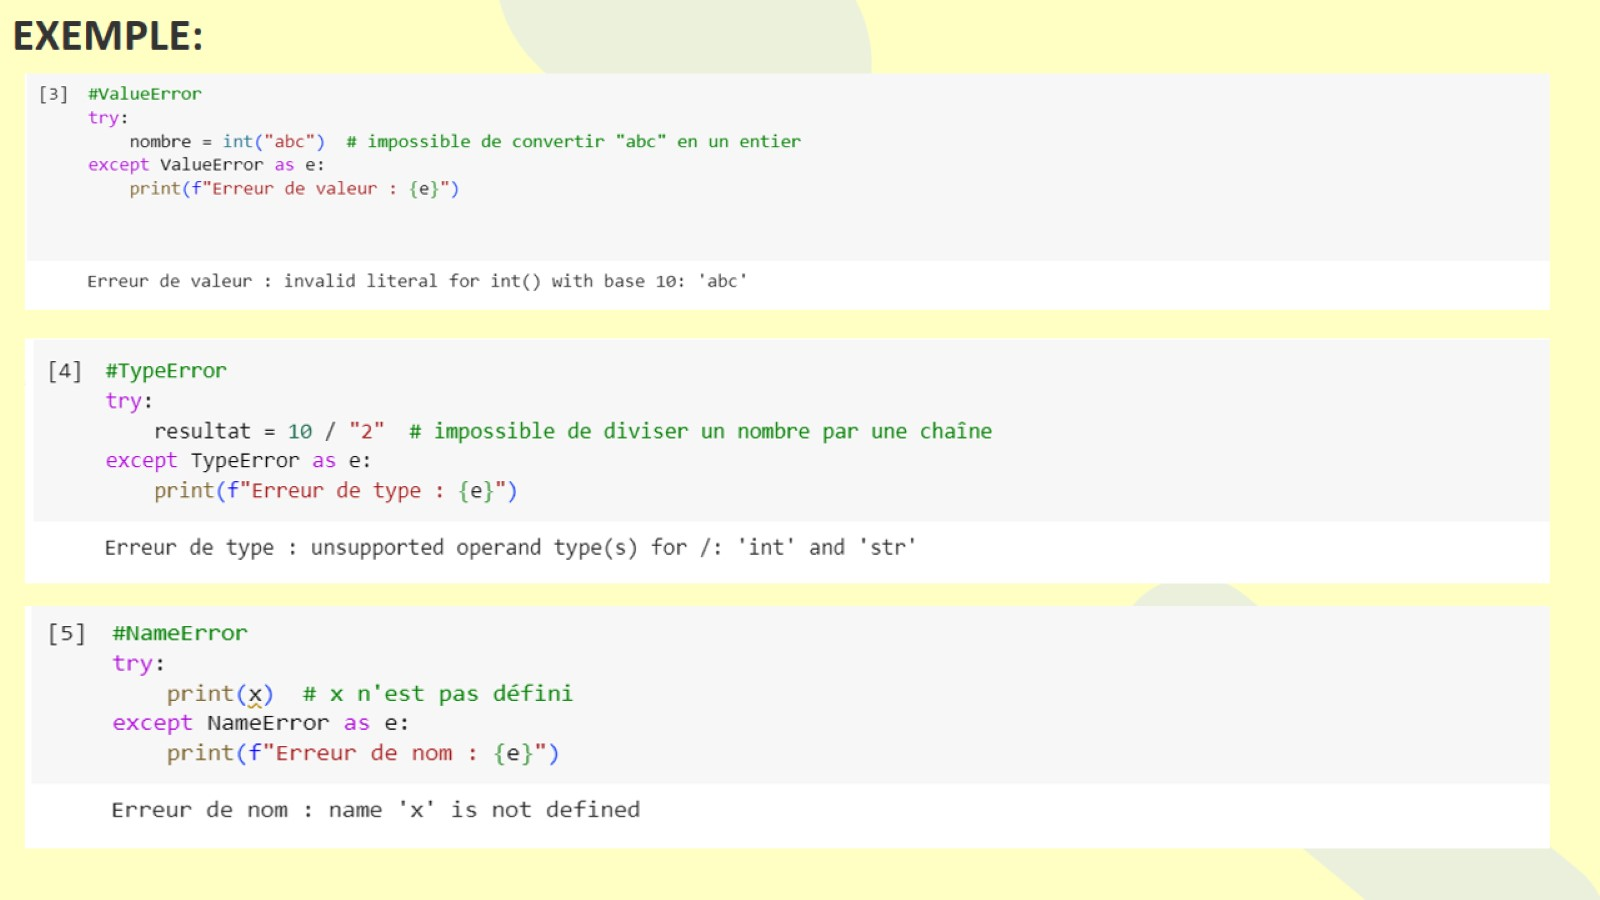 EXEMPLE:
[3] #ValueError
try:
    nombre = int("abc")  # impossible de convertir "abc" en un entier
except ValueError as e:
    print(f"Erreur de valeur : {e}")
Erreur de valeur : invalid literal for int() with base 10: 'abc'
[4] #TypeError
try:
    resultat = 10 / "2"  # impossible de diviser un nombre par une chaîne
except TypeError as e:
    print(f"Erreur de type : {e}")
Erreur de type : unsupported operand type(s) for /: 'int' and 'str'
[5] #NameError
try:
    print(x)  # x n'est pas défini
except NameError as e:
    print(f"Erreur de nom : {e}")
Erreur de nom : name 'x' is not defined